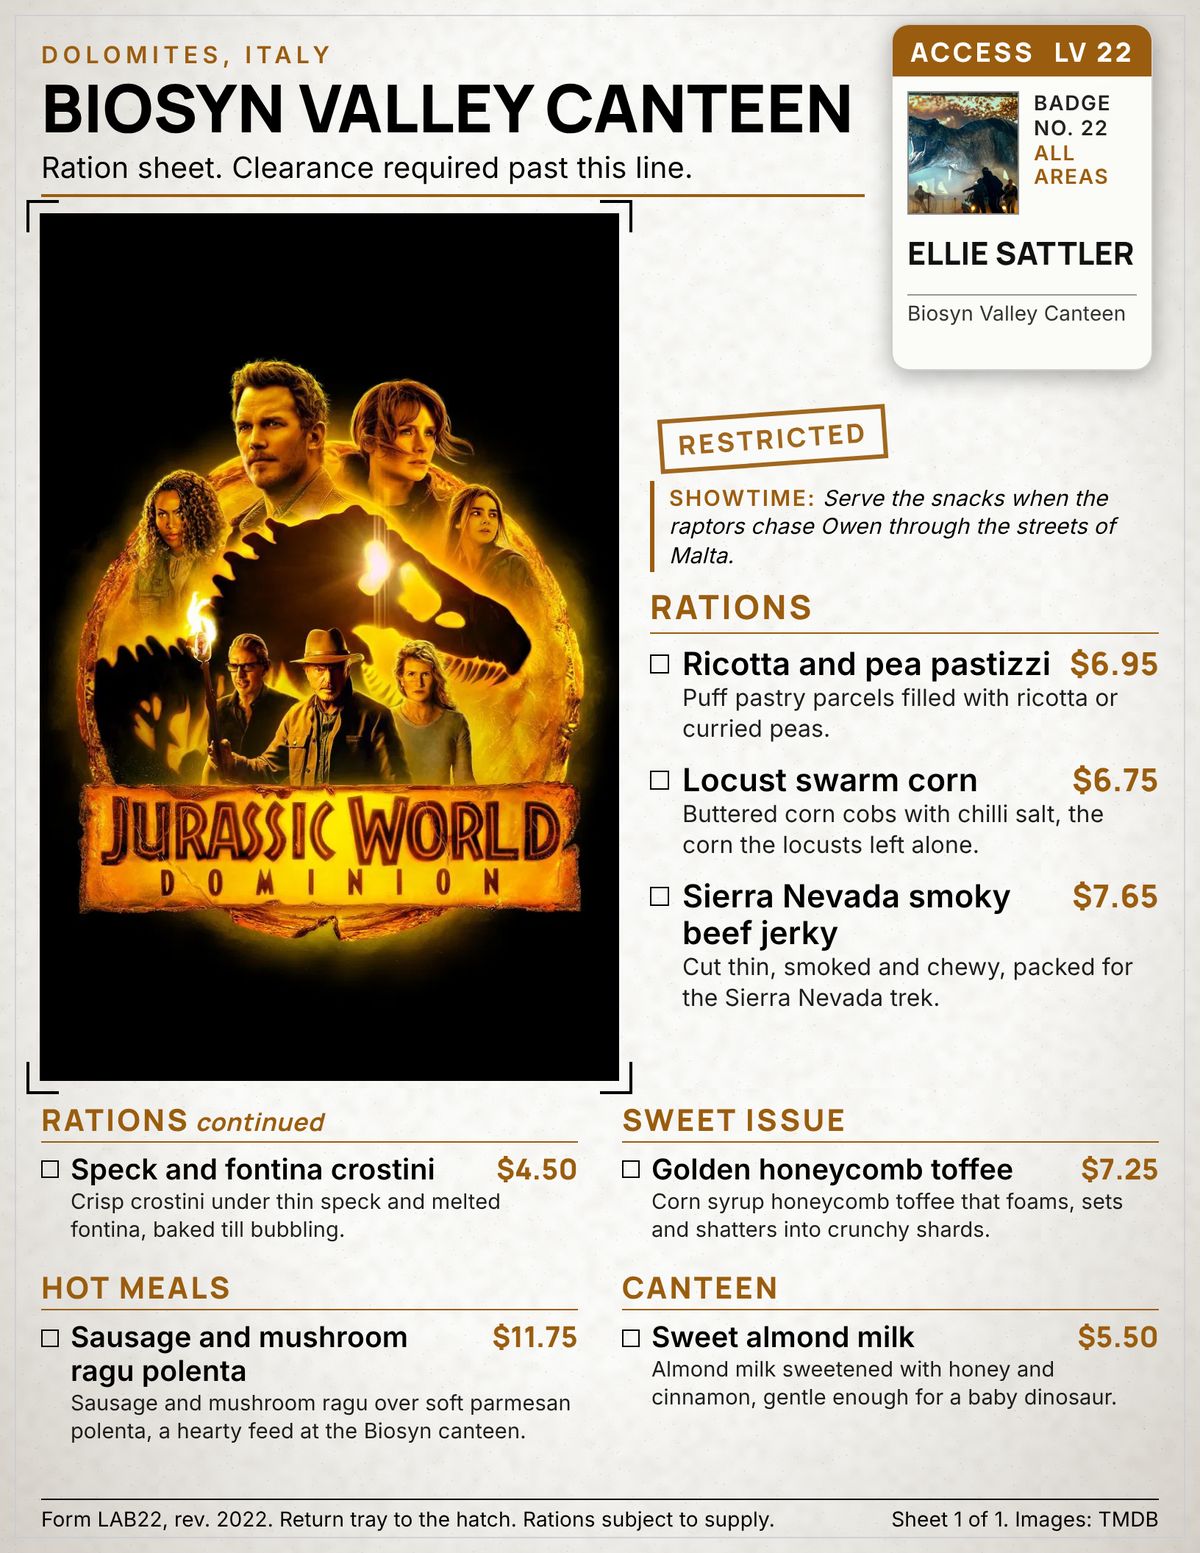 DOLOMITES, ITALY
BIOSYN VALLEY CANTEEN
Ration sheet. Clearance required past this line.
ACCESS LV 22
BADGE
NO. 22
ALL
AREAS
ELLIE SATTLER
Biosyn Valley Canteen
JURASSIC WORLD
DOMINION
RESTRICTED
SHOWTIME: Serve the snacks when the
raptors chase Owen through the streets of
Malta.
RATIONS
Ricotta and pea pastizzi $6.95
Puff pastry parcels filled with ricotta or
curried peas.
Locust swarm corn $6.75
Buttered corn cobs with chilli salt, the
corn the locusts left alone.
Sierra Nevada smoky $7.65
beef jerky
Cut thin, smoked and chewy, packed for
the Sierra Nevada trek.
RATIONS continued
Speck and fontina crostini $4.50
Crisp crostini under thin speck and melted
fontina, baked till bubbling.
HOT MEALS
Sausage and mushroom $11.75
ragu polenta
Sausage and mushroom ragu over soft parmesan
polenta, a hearty feed at the Biosyn canteen.
SWEET ISSUE
Golden honeycomb toffee $7.25
Corn syrup honeycomb toffee that foams, sets
and shatters into crunchy shards.
CANTEEN
Sweet almond milk $5.50
Almond milk sweetened with honey and
cinnamon, gentle enough for a baby dinosaur.
Form LAB22, rev. 2022. Return tray to the hatch. Rations subject to supply.
Sheet 1 of 1. Images: TMDB